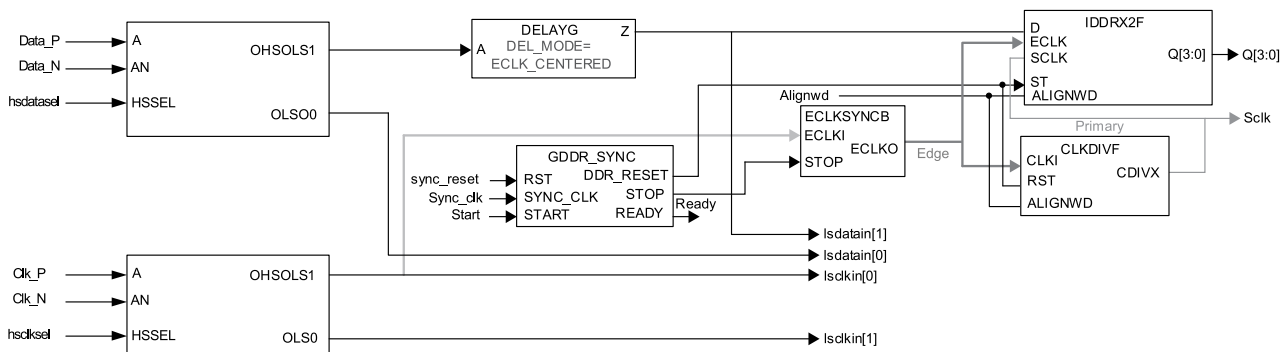 Data_P
Data_N
hsdatasel
A
AN
HSSEL
OHSOLS1
OLSO0
DELAYG
A
Z
DEL_MODE=
ECLK_CENTERED
IDDRX2F
D
ECLK
SCLK
ST
ALIGNWD
Q[3:0]
Q[3:0]
Alignwd
Sclk
Primary
ECLKSYNCB
ECLKI
ECLKO
STOP
Edge
CLKDIVF
CLKI
CDIVX
RST
ALIGNWD
sync_reset
Sync_clk
Start
GDDR_SYNC
RST
DDR_RESET
SYNC_CLK
STOP
START
READY
Ready
lsdatain[1]
lsdatain[0]
lsclkin[0]
lsclkin[1]
Clk_P
Clk_N
hsclksel
A
AN
HSSEL
OHSOLS1
OLS0